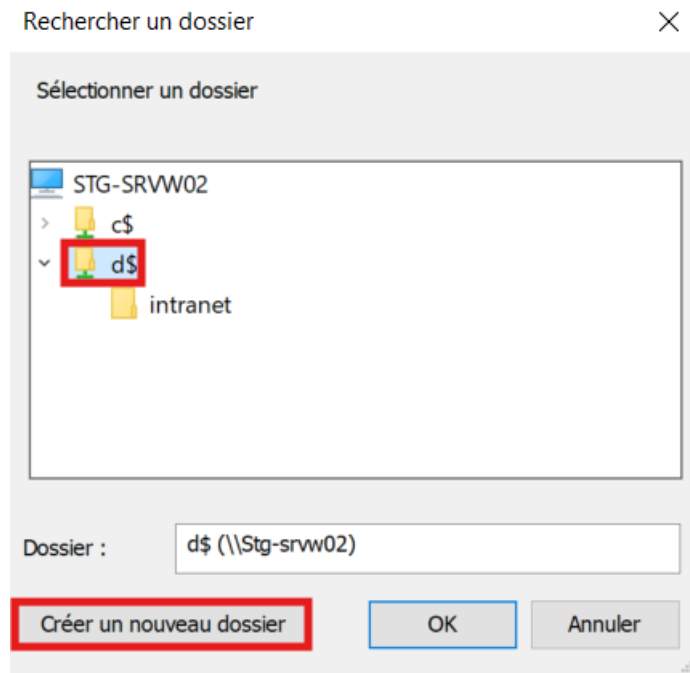 Rechercher un dossier
Sélectionner un dossier
STG-SRVW02
c$
d$
intranet
Dossier :
d$ (\\Stg-srvw02)
Créer un nouveau dossier
OK
Annuler